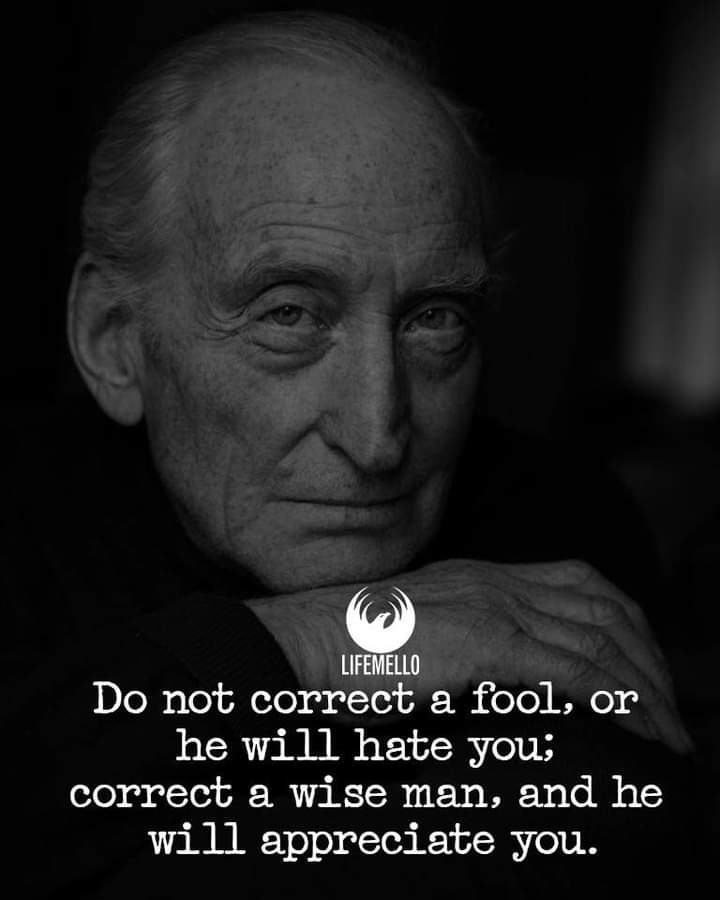 LIFEMELLO
Do not correct a fool, or
he will hate you;
correct a wise man, and he
will appreciate you.